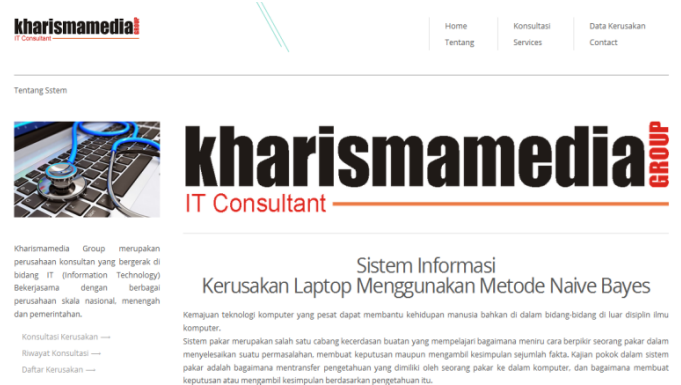 kharismamedia GROUP
IT Consultant
Home
Konsultasi
Data Kerusakan
Tentang
Services
Contact
Tentang Sstem
kharismamedia GROUP
IT Consultant
Kharismamedia Group merupakan
perusahaan konsultan yang bergerak di
bidang IT (Information Technology)
Bekerjasama dengan berbagai
perusahaan skala nasional, menengah
dan pemerintahan.
Konsultasi Kerusakan →
Riwayat Konsultasi →
Daftar Kerusakan →
Sistem Informasi
Kerusakan Laptop Menggunakan Metode Naive Bayes
Kemajuan teknologi komputer yang pesat dapat membantu kehidupan manusia bahkan di dalam bidang-bidang di luar disiplin ilmu
komputer.
Sistem pakar merupakan salah satu cabang kecerdasan buatan yang mempelajari bagaimana meniru cara berpikir seorang pakar dalam
menyelesaikan suatu permasalahan, membuat keputusan maupun mengambil kesimpulan sejumlah fakta. Kajian pokok dalam sistem
pakar adalah bagaimana mentransfer pengetahuan yang dimiliki oleh seorang pakar ke dalam komputer, dan bagaimana membuat
keputusan atau mengambil kesimpulan berdasarkan pengetahuan itu.